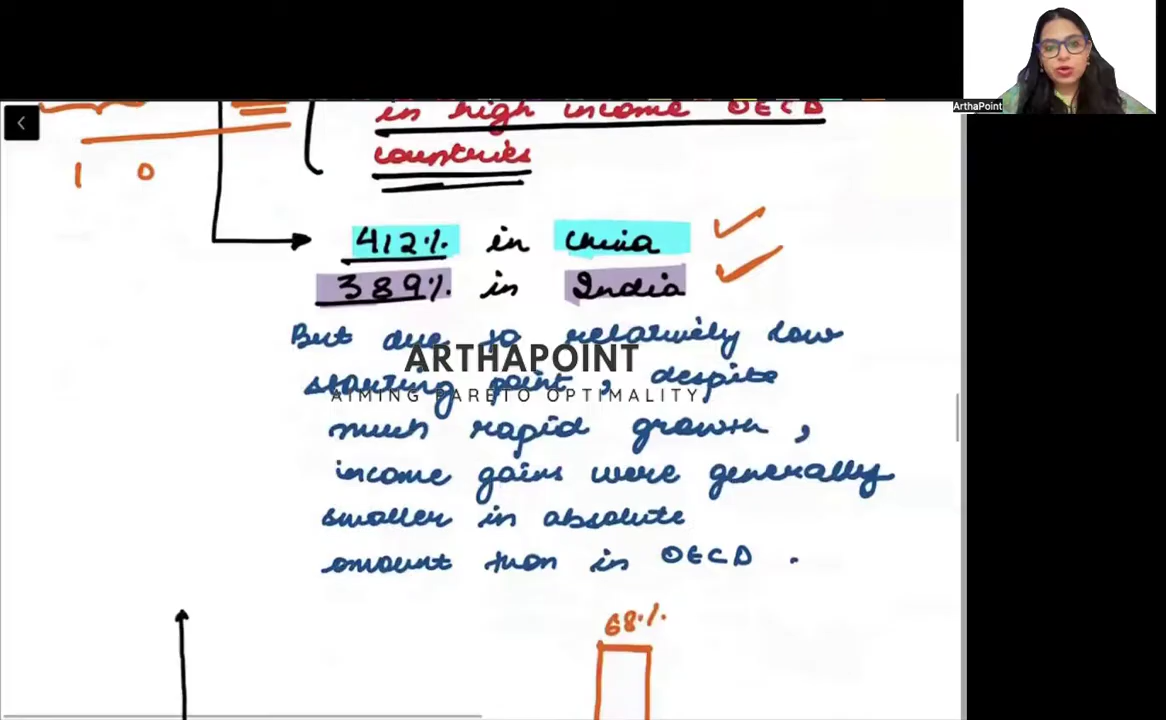 ArthaPoint
in high income OECD
countries
1 0
412% in China
389% in India
But due to relatively low
ARTHAPOINT
starting point, despite
AIMING PARETO OPTIMALITY
much rapid growth,
income gains were generally
smaller in absolute
amount than in OECD.
68%